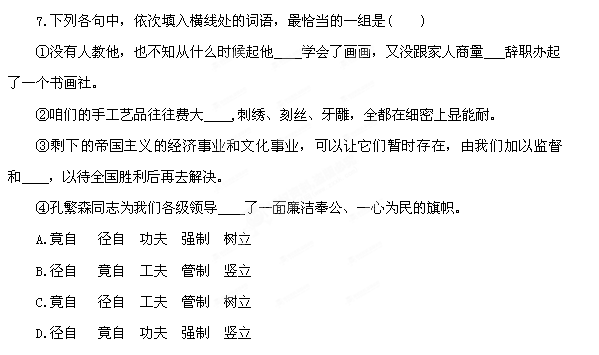 7.下列各句中，依次填入横线处的词语，最恰当的一组是(　　)
①没有人教他，也不知从什么时候起他____学会了画画，又没跟家人商量___辞职办起
了一个书画社。
②咱们的手工艺品往往费大____,刺绣、刻丝、牙雕，全都在细密上显能耐。
③剩下的帝国主义的经济事业和文化事业，可以让它们暂时存在，由我们加以监督
和____，以待全国胜利后再去解决。
④孔繁森同志为我们各级领导____了一面廉洁奉公、一心为民的旗帜。
A.竟自　径自　功夫　强制　树立
B.径自　竟自　工夫　管制　竖立
C.竟自　径自　工夫　管制　树立
D.径自　竟自　功夫　强制　竖立